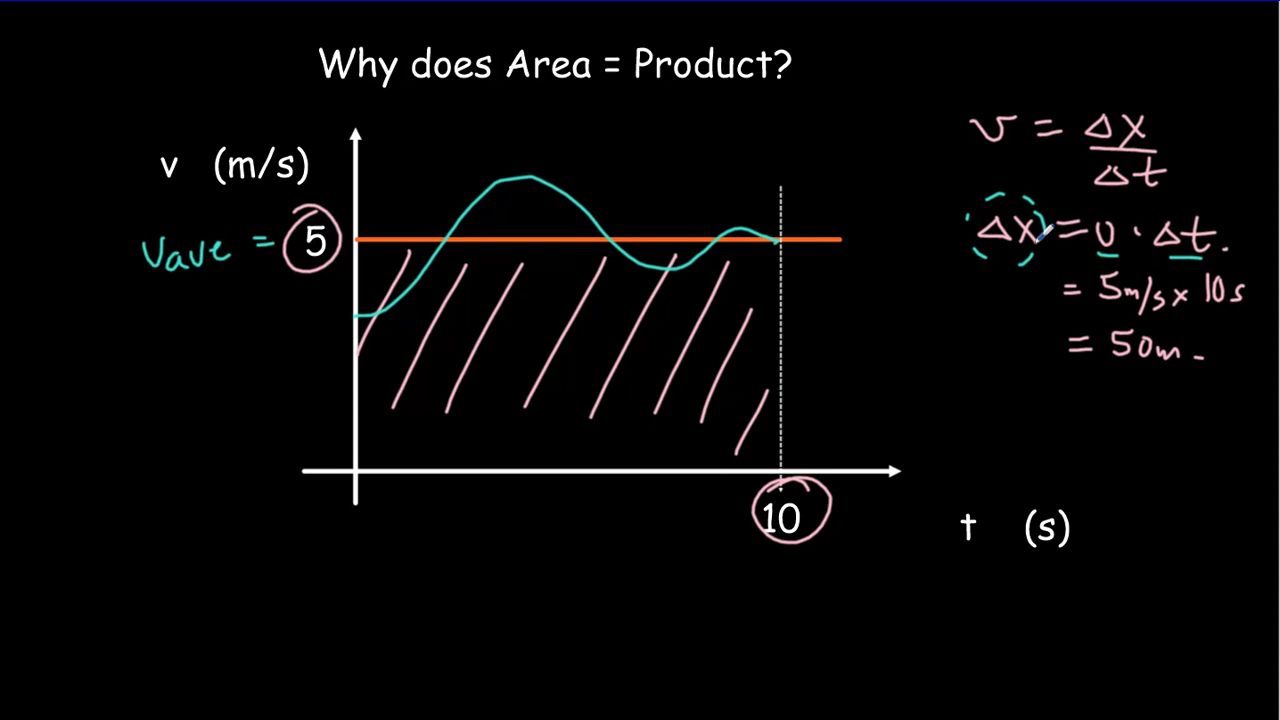 Why does Area = Product?
v (m/s)
vave = 5
10
t (s)
v = Δx/Δt
Δx = v · Δt.
= 5m/s x 10s
= 50m -